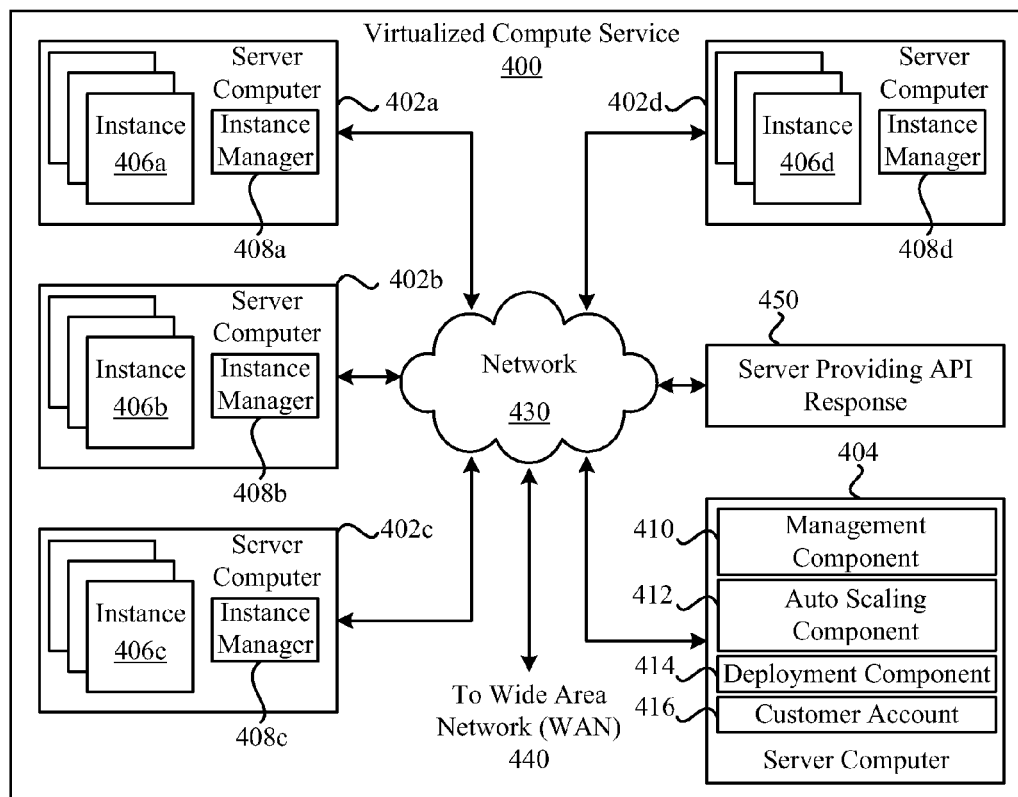 Virtualized Compute Service
400
Server
Computer
Instance
406a
Instance
Manager
402a
408a
402d
Server
Computer
Instance
406d
Instance
Manager
408d
402b
Server
Computer
Instance
406b
Instance
Manager
408b
Network
430
450
Server Providing API
Response
402c
Server
Computer
Instance
406c
Instance
Manager
408c
To Wide Area
Network (WAN)
440
404
410
Management
Component
412
Auto Scaling
Component
414
Deployment Component
416
Customer Account
Server Computer